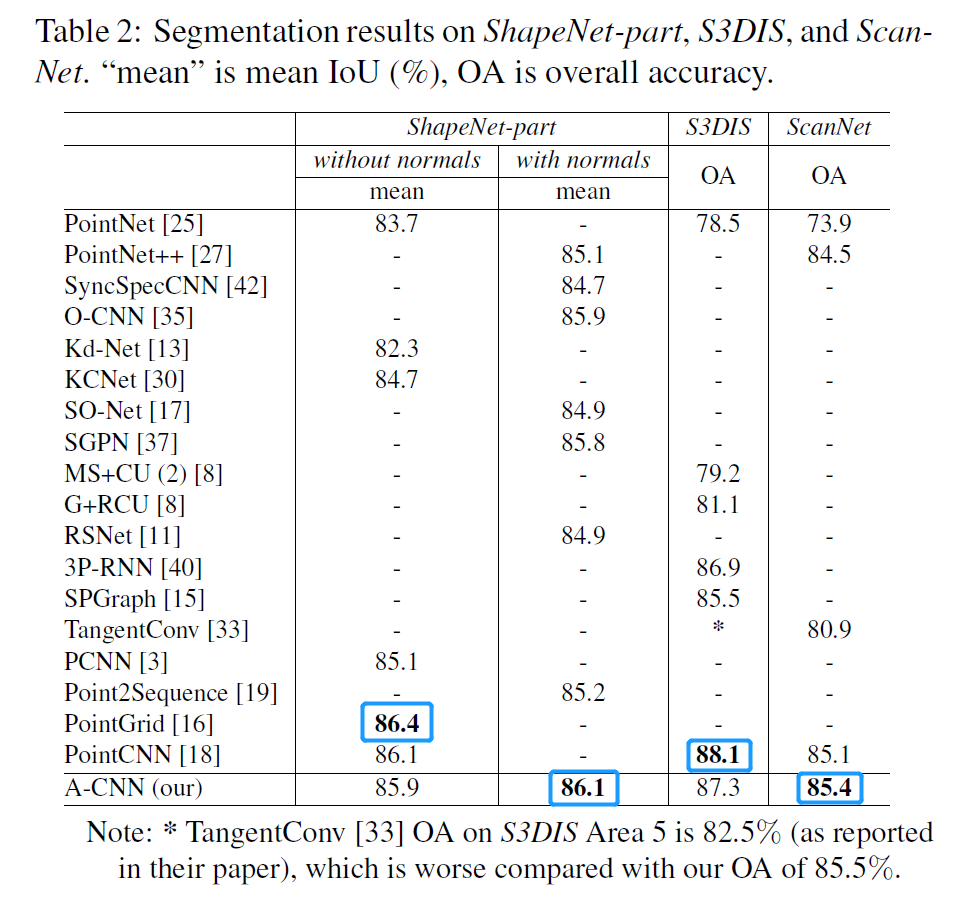 Table 2: Segmentation results on ShapeNet-part, S3DIS, and Scan-
Net. “mean” is mean IoU (%), OA is overall accuracy.
ShapeNet-part S3DIS ScanNet
without normals with normals OA OA
mean mean
PointNet [25] 83.7 - 78.5 73.9
PointNet++ [27] - 85.1 - 84.5
SyncSpecCNN [42] - 84.7 - -
O-CNN [35] - 85.9 - -
Kd-Net [13] 82.3 - - -
KCNet [30] 84.7 - - -
SO-Net [17] - 84.9 - -
SGPN [37] - 85.8 - -
MS+CU (2) [8] - - 79.2 -
G+RCU [8] - - 81.1 -
RSNet [11] - 84.9 - -
3P-RNN [40] - - 86.9 -
SPGraph [15] - - 85.5 -
TangentConv [33] - - * 80.9
PCNN [3] 85.1 - - -
Point2Sequence [19] - 85.2 - -
PointGrid [16] 86.4 - - -
PointCNN [18] 86.1 - 88.1 85.1
A-CNN (our) 85.9 86.1 87.3 85.4
Note: * TangentConv [33] OA on S3DIS Area 5 is 82.5% (as reported
in their paper), which is worse compared with our OA of 85.5%.